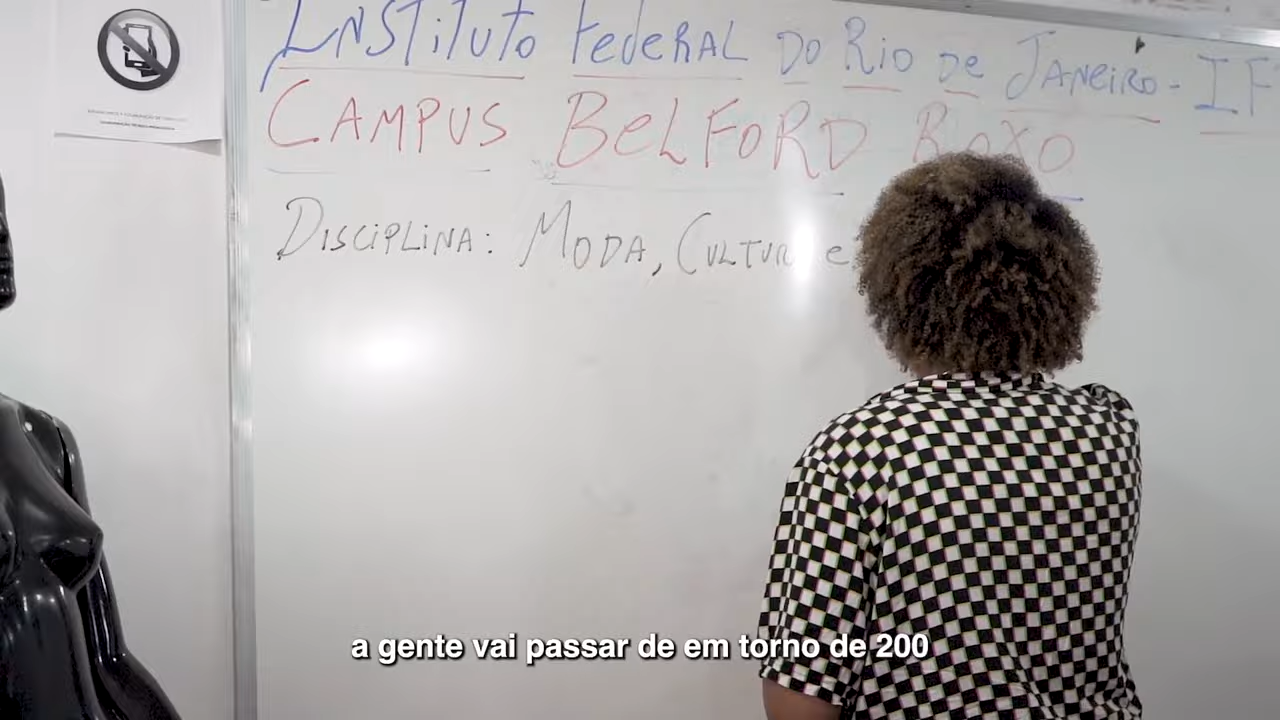 INSTITUTO FEDERAL DO RIO DE JANEIRO - IF
CAMPUS BELFORD ROXO
DISCIPLINA: MODA, CULTUR e
a gente vai passar de em torno de 200